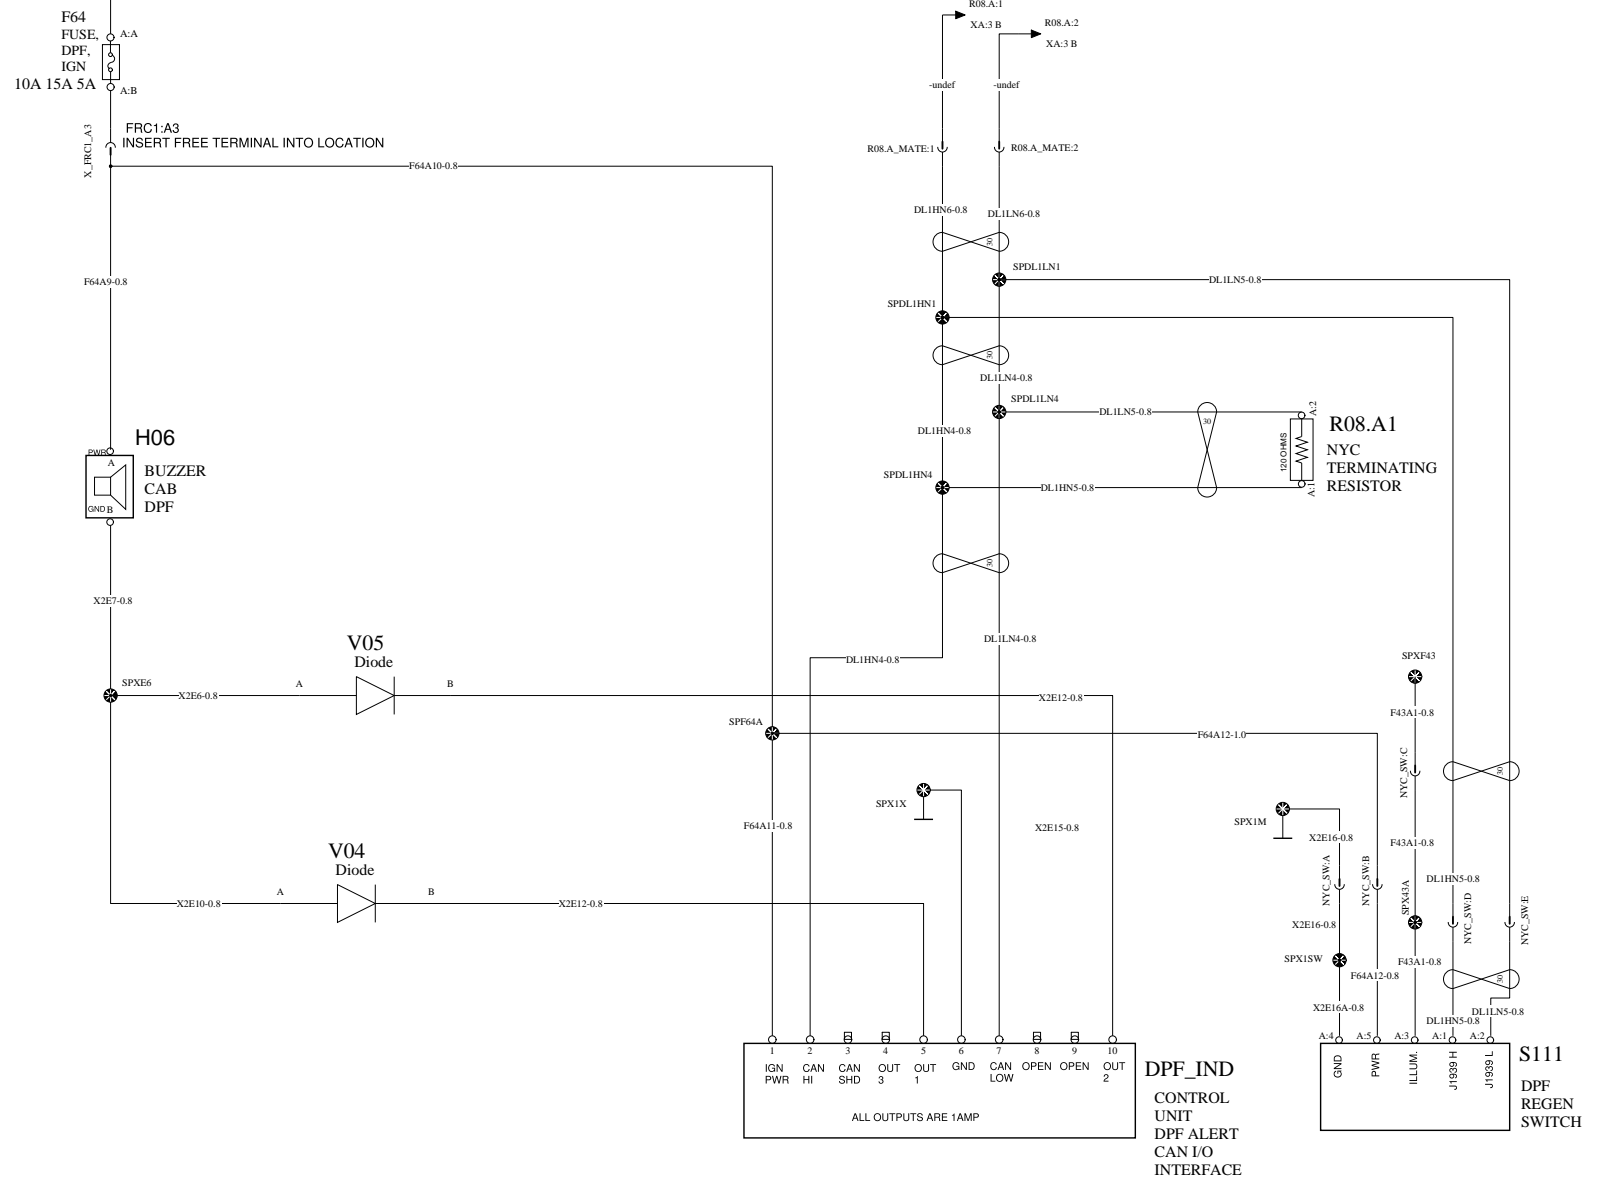 F64
FUSE,
DPF,
IGN
10A 15A 5A
A:A
A:B
X_FRC1_A3
FRC1:A3
INSERT FREE TERMINAL INTO LOCATION
F64A10-0.8
F64A9-0.8
H06
PWR
A
GND B
BUZZER
CAB
DPF
X2E7-0.8
SPXE6
X2E6-0.8
A
V05
Diode
B
X2E12-0.8
X2E10-0.8
A
V04
Diode
B
X2E12-0.8
R08.A:1
XA:3 B
R08.A:2
XA:3 B
-undef
-undef
R08.A_MATE:1
R08.A_MATE:2
DL1HN6-0.8
DL1LN6-0.8
30
SPDL1LN1
DL1LN5-0.8
SPDL1HN1
30
DL1LN4-0.8
SPDL1LN4
DL1LN5-0.8
DL1HN4-0.8
SPDL1HN4
DL1HN5-0.8
30
A:2
120 OHMS
A:1
R08.A1
NYC
TERMINATING
RESISTOR
30
DL1LN4-0.8
DL1HN4-0.8
SPF64A
F64A12-1.0
F64A11-0.8
SPX1X
X2E15-0.8
SPXF43
F43A1-0.8
NYC_SW:C
30
SPX1M
X2E16-0.8
F43A1-0.8
NYC_SW:A
NYC_SW:B
SPX43A
DL1HN5-0.8
NYC_SW:D
NYC_SW:E
X2E16-0.8
SPX1SW
F43A1-0.8
F64A12-0.8
30
X2E16A-0.8
DL1HN5-0.8
DL1LN5-0.8
1
2
3
4
5
6
7
8
9
10
IGN
PWR
CAN
HI
CAN
SHD
OUT
3
OUT
1
GND
CAN
LOW
OPEN
OPEN
OUT
2
ALL OUTPUTS ARE 1AMP
DPF_IND
CONTROL
UNIT
DPF ALERT
CAN I/O
INTERFACE
A:4
A:5
A:3
A:1
A:2
GND
PWR
ILLUM.
J1939 H
J1939 L
S111
DPF
REGEN
SWITCH